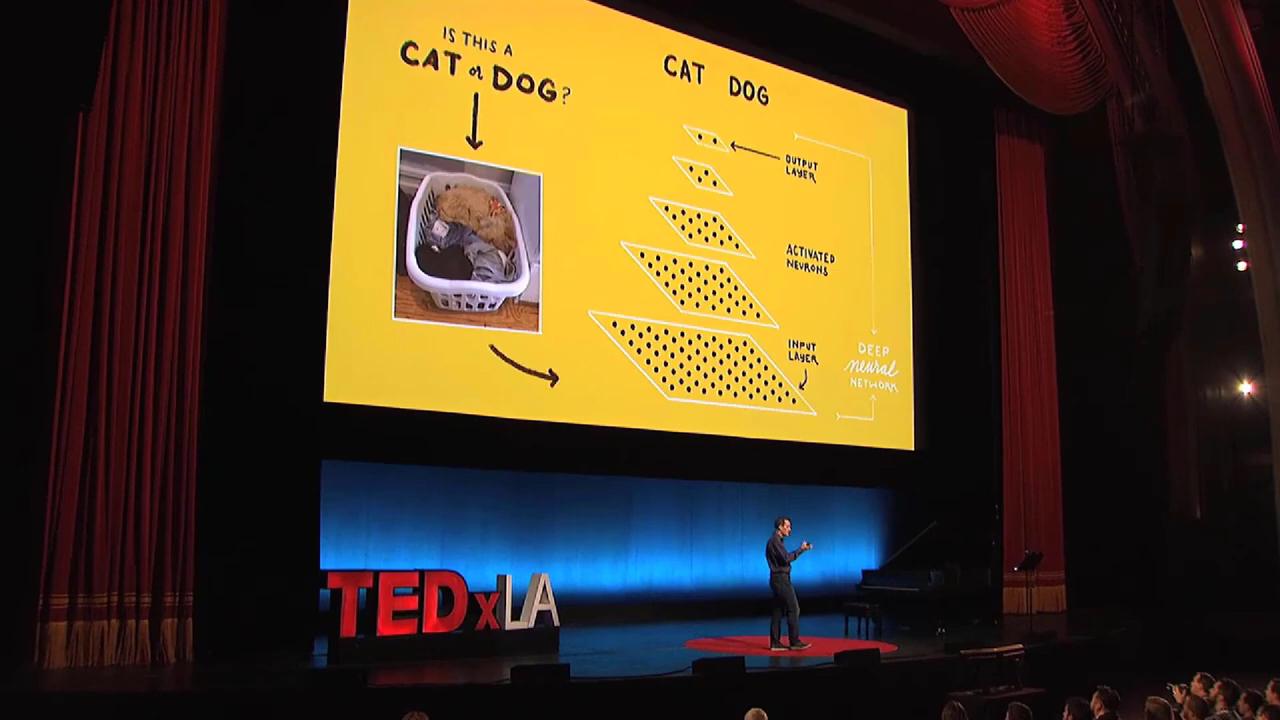 IS THIS A
CAT or DOG?
CAT DOG
OUTPUT
LAYER
ACTIVATED
NEURONS
INPUT
LAYER
DEEP
neural
NETWORK
TEDxLA